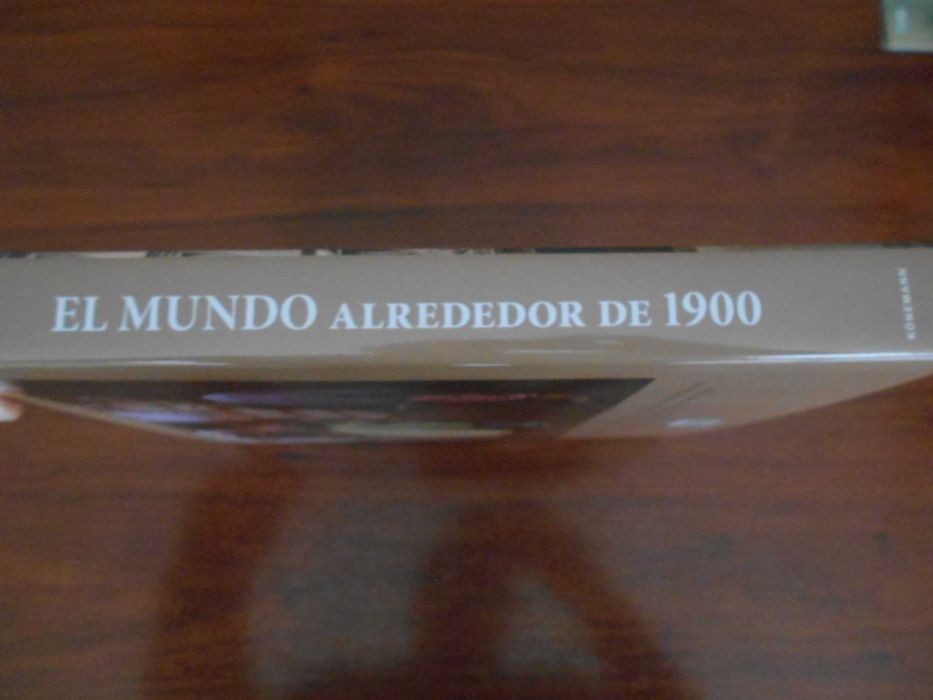 EL MUNDO ALREDEDOR DE 1900
KÖNEMANN